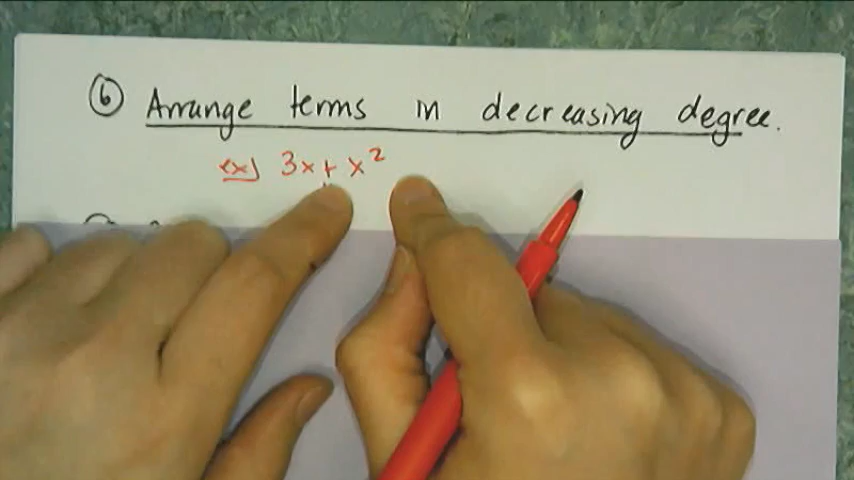 ⑥ Arrange terms in decreasing degree.
ex) 3x + x²